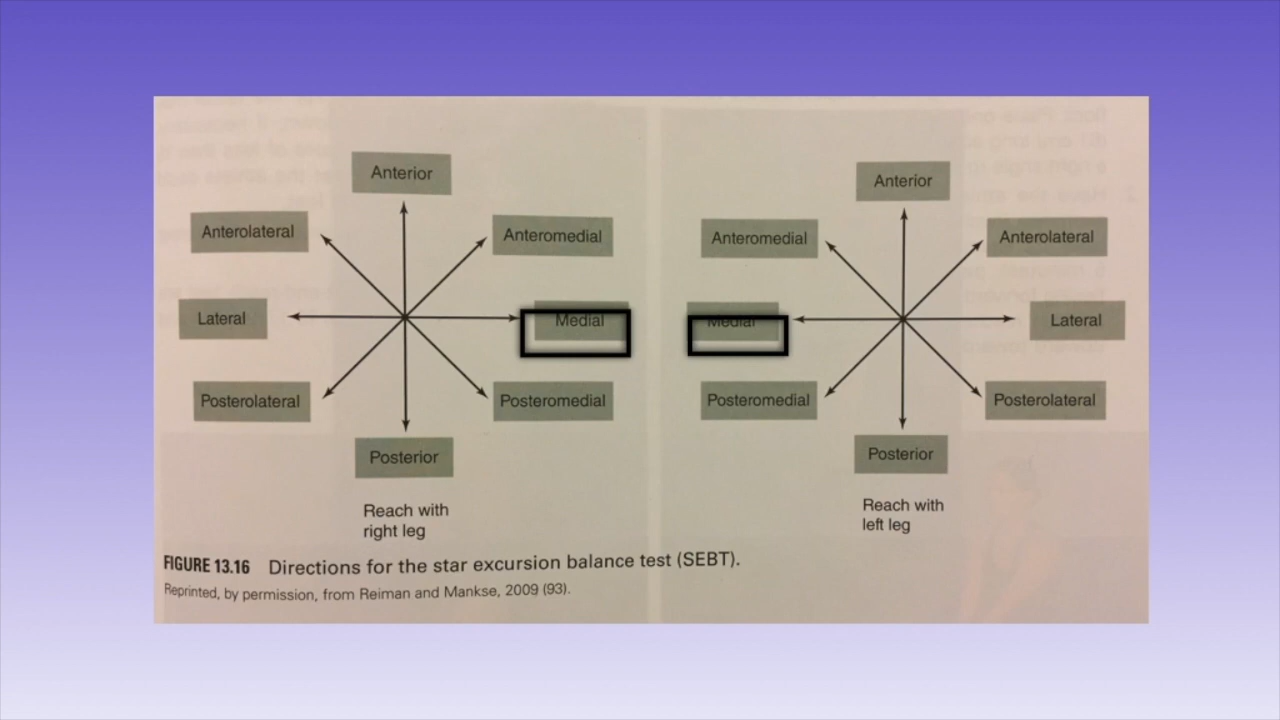 Anterior
Anterolateral
Anteromedial
Lateral
Medial
Posterolateral
Posteromedial
Posterior
Reach with
right leg
Anterior
Anteromedial
Anterolateral
Medial
Lateral
Posteromedial
Posterolateral
Posterior
Reach with
left leg
FIGURE 13.16 Directions for the star excursion balance test (SEBT).
Reprinted, by permission, from Reiman and Mankse, 2009 (93).